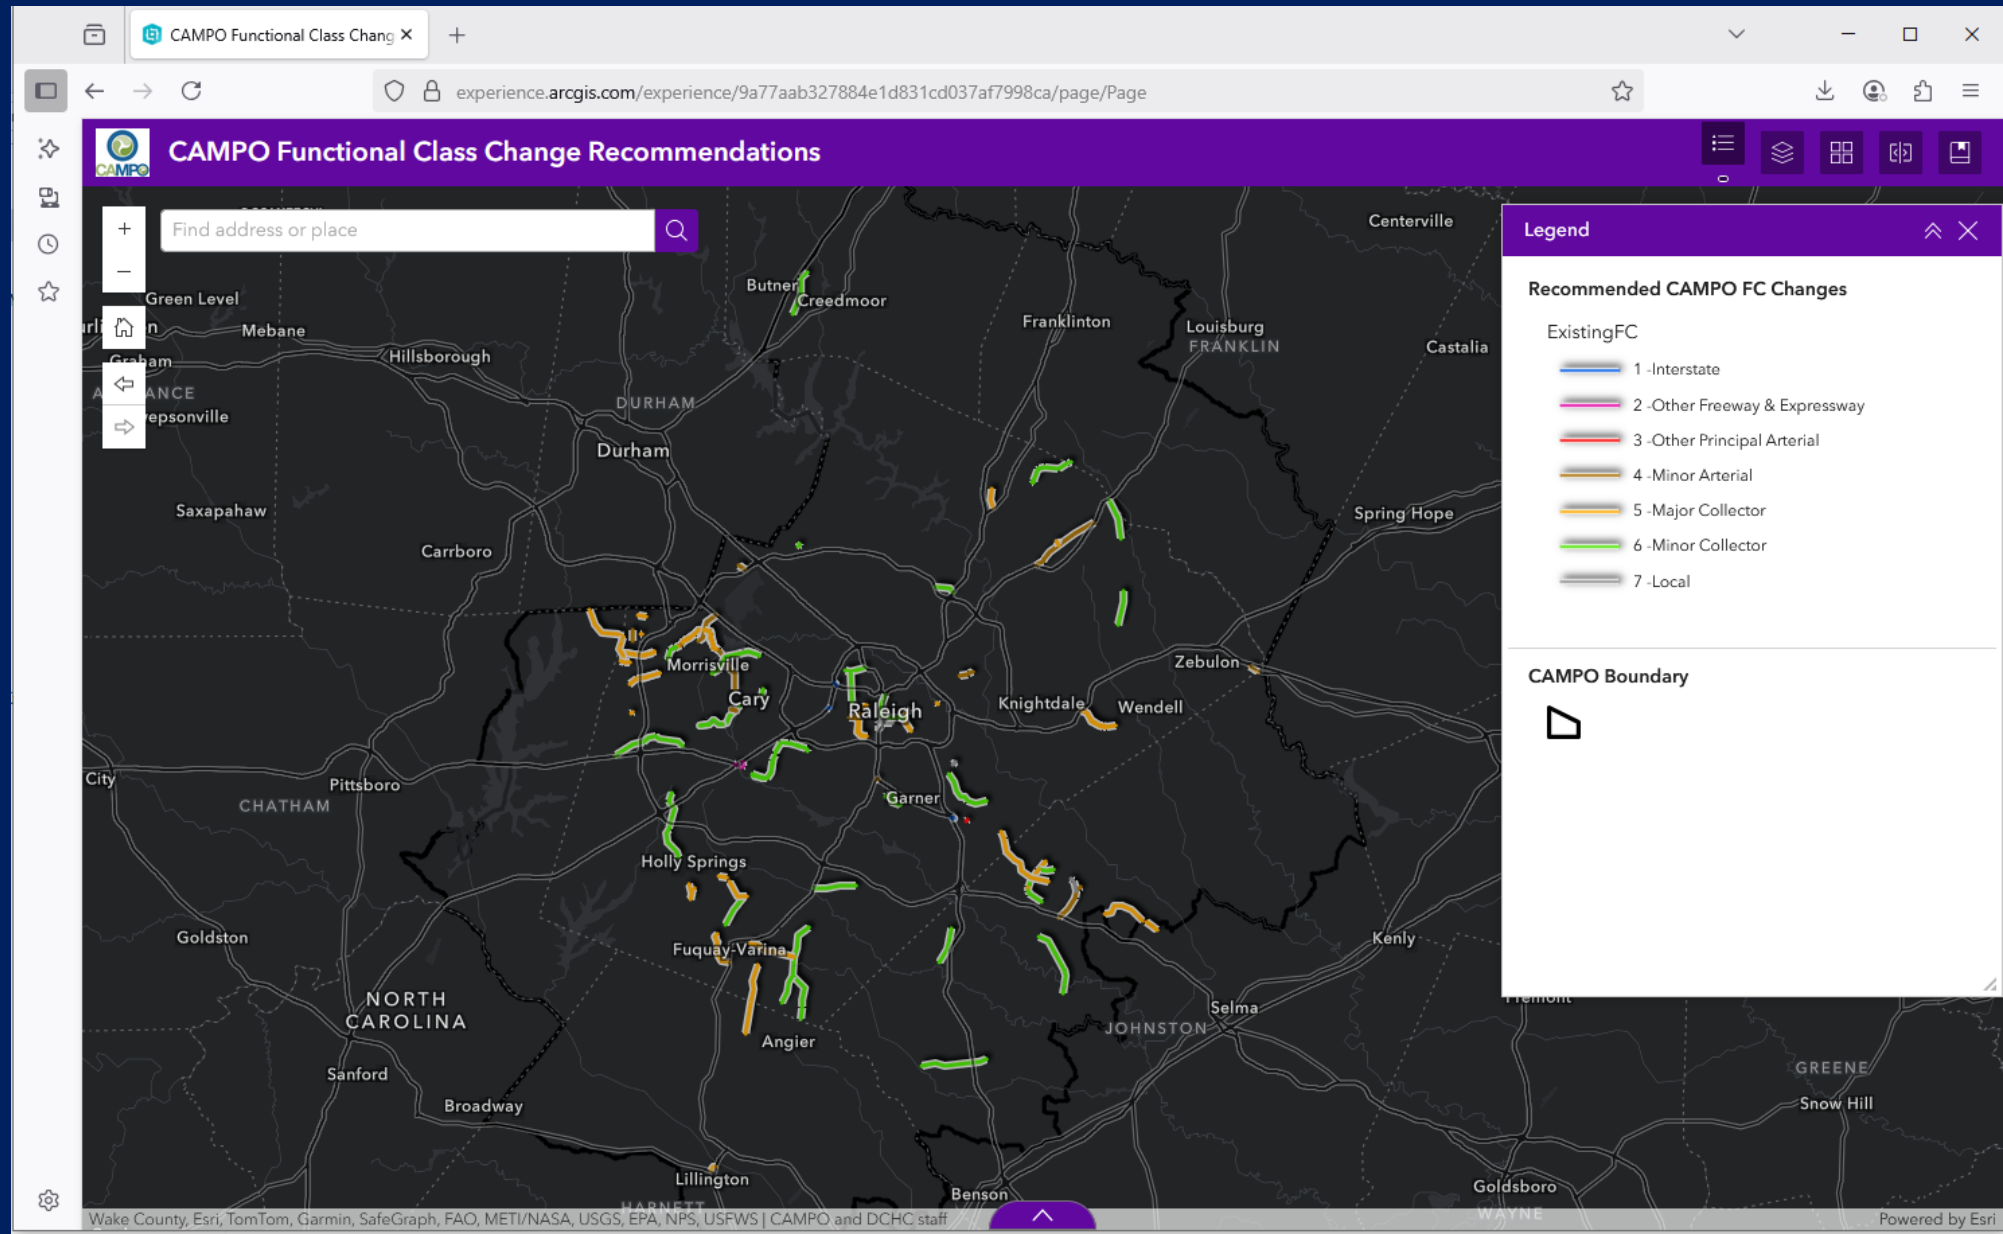 CAMPO Functional Class Chang
experience.arcgis.com/experience/9a77aab327884e1d831cd037af7998ca/page/Page
CAMPO
CAMPO Functional Class Change Recommendations
Find address or place
Legend
Recommended CAMPO FC Changes
ExistingFC
1 -Interstate
2 -Other Freeway & Expressway
3 -Other Principal Arterial
4 -Minor Arterial
5 -Major Collector
6 -Minor Collector
7 -Local
CAMPO Boundary
Centerville
Butner
Creedmoor
Green Level
Franklinton
Louisburg
FRANKLIN
Mebane
Castalia
Hillsborough
Graham
ANCE
DURHAM
epsonville
Durham
Saxapahaw
Spring Hope
Carrboro
Morrisville
Zebulon
Cary
Raleigh
Knightdale
Wendell
City
Pittsboro
CHATHAM
Garner
Holly Springs
Goldston
Kenly
Fuquay-Varina
NORTH
CAROLINA
Selma
JOHNSTON
Angier
Sanford
GREENE
Broadway
Snow Hill
Lillington
HARNETT
Benson
Goldsboro
WAYNE
Wake County, Esri, TomTom, Garmin, SafeGraph, FAO, METI/NASA, USGS, EPA, NPS, USFWS | CAMPO and DCHC staff
Powered by Esri